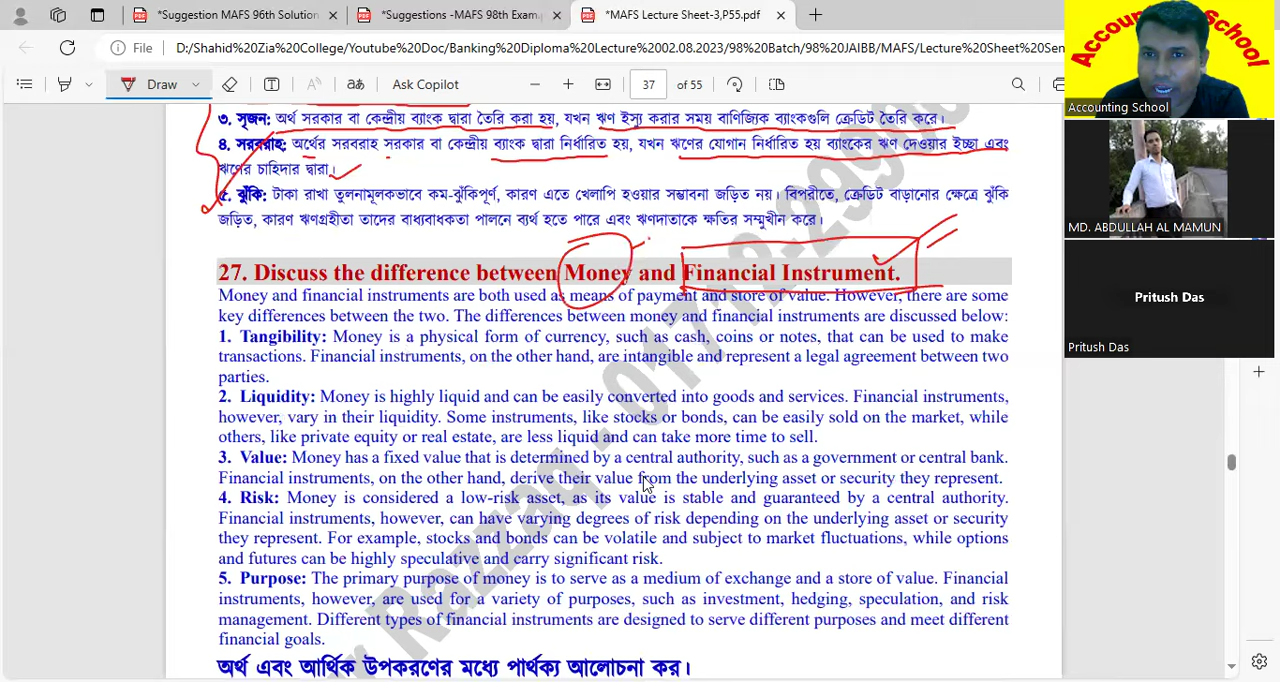 *Suggestion MAFS 96th Solution
*Suggestions -MAFS 98th Exam.p
*MAFS Lecture Sheet-3,P55.pdf
File
D:/Shahid%20Zia%20College/Youtube%20Doc/Banking%20Diploma%20Lecture%2002.08.2023/98%20Batch/98%20JAIBB/MAFS/Lecture%20Sheet%20Sen
Draw
Ask Copilot
37 of 55
৩. সৃজন: অর্থ সরকার বা কেন্দ্রীয় ব্যাংক দ্বারা তৈরি করা হয়, যখন ঋণ ইস্যু করার সময় বাণিজ্যিক ব্যাংকগুলি ক্রেডিট তৈরি করে।
৪. সরবরাহ: অর্থের সরবরাহ সরকার বা কেন্দ্রীয় ব্যাংক দ্বারা নির্ধারিত হয়, যখন ঋণের যোগান নির্ধারিত হয় ব্যাংকের ঋণ দেওয়ার ইচ্ছা এবং
ঋণের চাহিদার দ্বারা।
৫. ঝুঁকি: টাকা রাখা তুলনামূলকভাবে কম-ঝুঁকিপূর্ণ, কারণ এতে খেলাপি হওয়ার সম্ভাবনা জড়িত নয়। বিপরীতে, ক্রেডিট বাড়ানোর ক্ষেত্রে ঝুঁকি
জড়িত, কারণ ঋণগ্রহীতা তাদের বাধ্যবাধকতা পালনে ব্যর্থ হতে পারে এবং ঋণদাতাকে ক্ষতির সম্মুখীন করে।
27. Discuss the difference between Money and Financial Instrument.
Money and financial instruments are both used as means of payment and store of value. However, there are some
key differences between the two. The differences between money and financial instruments are discussed below:
1. Tangibility: Money is a physical form of currency, such as cash, coins or notes, that can be used to make
transactions. Financial instruments, on the other hand, are intangible and represent a legal agreement between two
parties.
2. Liquidity: Money is highly liquid and can be easily converted into goods and services. Financial instruments,
however, vary in their liquidity. Some instruments, like stocks or bonds, can be easily sold on the market, while
others, like private equity or real estate, are less liquid and can take more time to sell.
3. Value: Money has a fixed value that is determined by a central authority, such as a government or central bank.
Financial instruments, on the other hand, derive their value from the underlying asset or security they represent.
4. Risk: Money is considered a low-risk asset, as its value is stable and guaranteed by a central authority.
Financial instruments, however, can have varying degrees of risk depending on the underlying asset or security
they represent. For example, stocks and bonds can be volatile and subject to market fluctuations, while options
and futures can be highly speculative and carry significant risk.
5. Purpose: The primary purpose of money is to serve as a medium of exchange and a store of value. Financial
instruments, however, are used for a variety of purposes, such as investment, hedging, speculation, and risk
management. Different types of financial instruments are designed to serve different purposes and meet different
financial goals.
অর্থ এবং আর্থিক উপকরণের মধ্যে পার্থক্য আলোচনা কর।
Accounting School
MD. ABDULLAH AL MAMUN
Pritush Das
Pritush Das